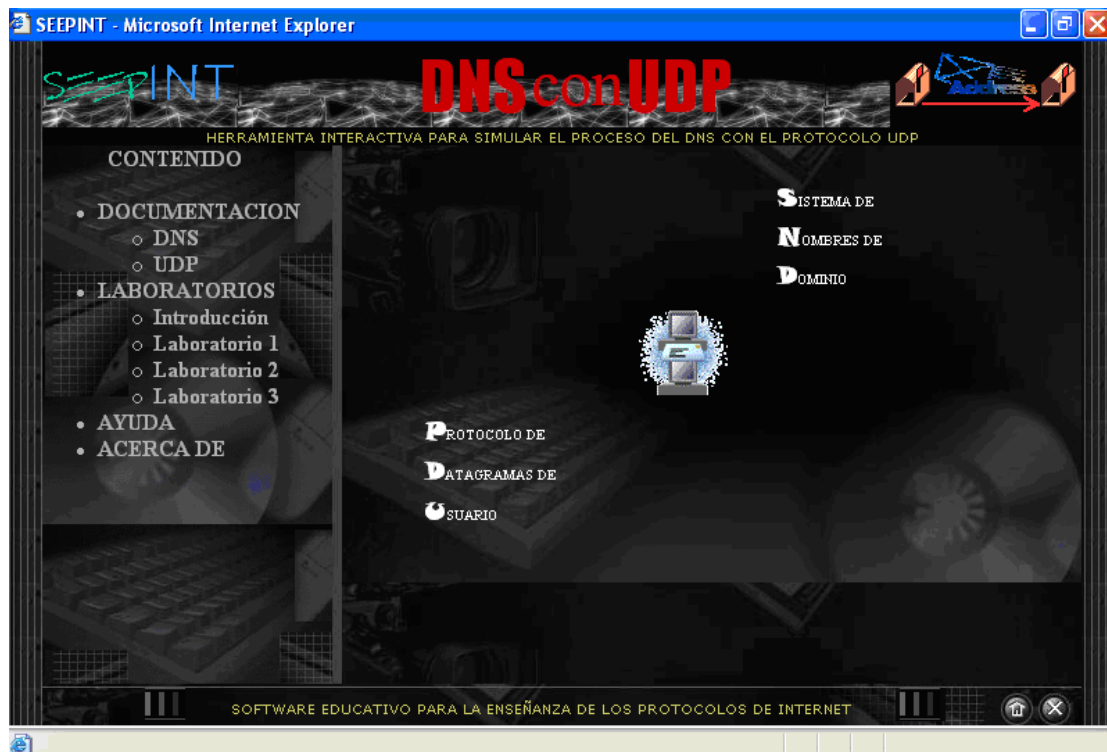 SEEPINT - Microsoft Internet Explorer
SEEPINT
DNS con UDP
Address
HERRAMIENTA INTERACTIVA PARA SIMULAR EL PROCESO DEL DNS CON EL PROTOCOLO UDP
CONTENIDO
DOCUMENTACION
DNS
UDP
LABORATORIOS
Introducción
Laboratorio 1
Laboratorio 2
Laboratorio 3
AYUDA
ACERCA DE
SISTEMA DE
NOMBRES DE
DOMINIO
PROTOCOLO DE
DATAGRAMAS DE
USUARIO
SOFTWARE EDUCATIVO PARA LA ENSEÑANZA DE LOS PROTOCOLOS DE INTERNET